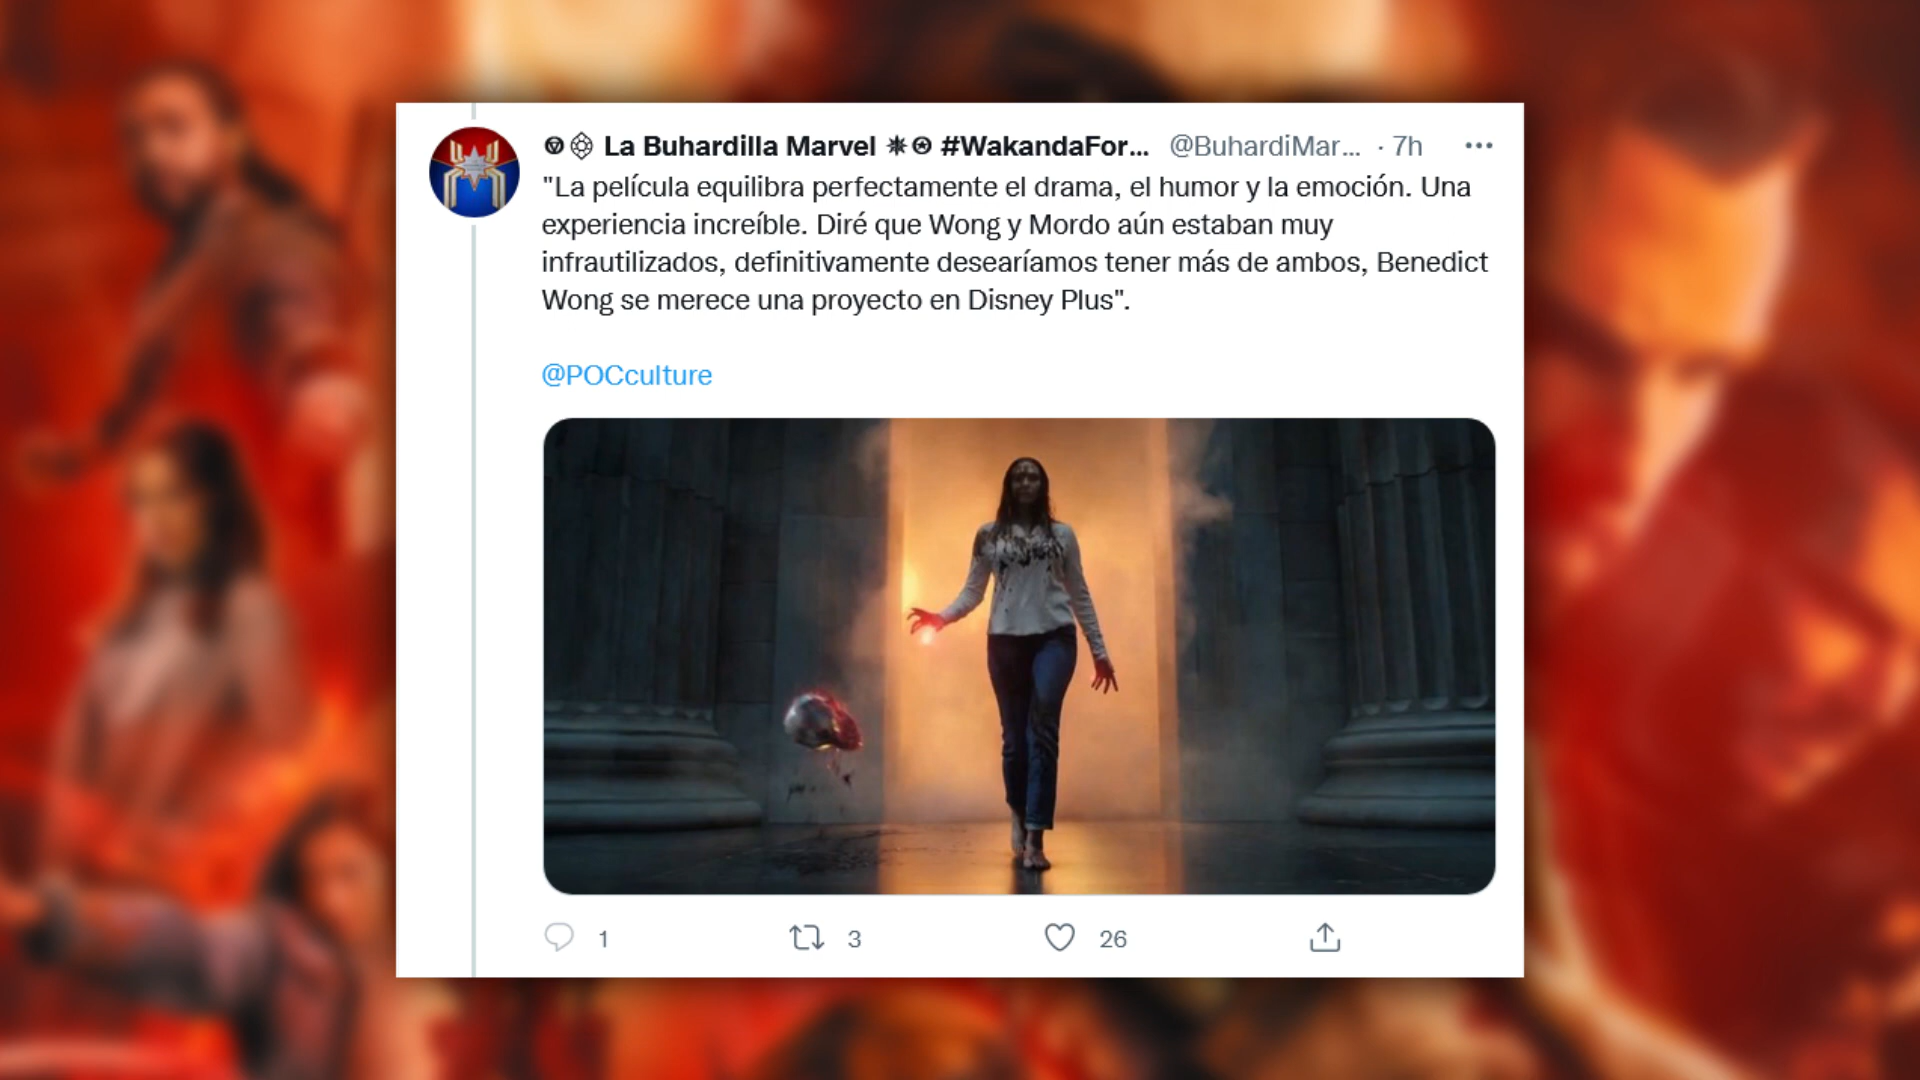 La Buhardilla Marvel #WakandaFor... @BuhardiMar... · 7h
"La película equilibra perfectamente el drama, el humor y la emoción. Una
experiencia increíble. Diré que Wong y Mordo aún estaban muy
infrautilizados, definitivamente desearíamos tener más de ambos, Benedict
Wong se merece una proyecto en Disney Plus".
@POCculture
1 3 26